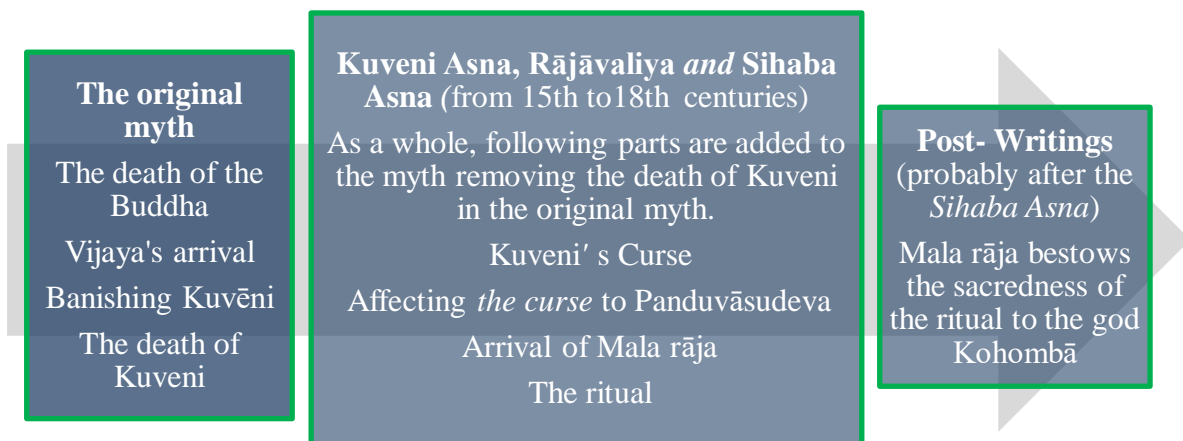 The original
myth
The death of the
Buddha
Vijaya's arrival
Banishing Kuvēni
The death of
Kuveni
Kuveni Asna, Rājāvaliya and Sihaba
Asna (from 15th to18th centuries)
As a whole, following parts are added to
the myth removing the death of Kuveni
in the original myth.
Kuveni′ s Curse
Affecting the curse to Panduvāsudeva
Arrival of Mala rāja
The ritual
Post- Writings
(probably after the
Sihaba Asna)
Mala rāja bestows
the sacredness of
the ritual to the god
Kohombā